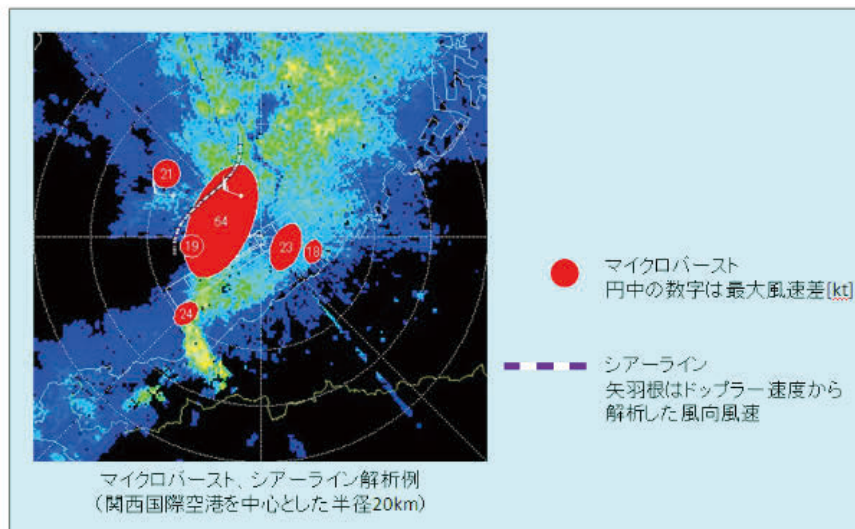 21
64
19
23
18
24
マイクロバースト
円中の数字は最大風速差[kt]
シアーライン
矢羽根はドップラー速度から
解析した風向風速
マイクロバースト、シアーライン解析例
（関西国際空港を中心とした半径20km）